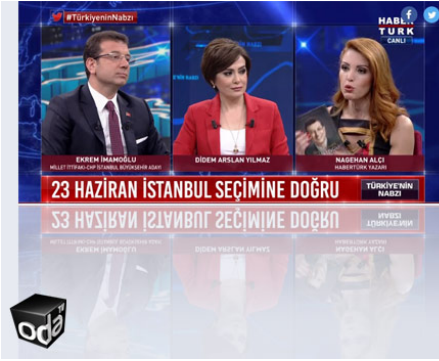 #TürkiyeninNabzı
HABER
TÜRK
CANLI
EKREM İMAMOĞLU
MİLLET İTTİFAKI-CHP İSTANBUL BÜYÜKŞEHİR ADAYI
DİDEM ARSLAN YILMAZ
NAGEHAN ALÇI
HABERTÜRK YAZARI
23 HAZİRAN İSTANBUL SEÇİMİNE DOĞRU
TÜRKİYE'NİN
NABZI
oda
TV